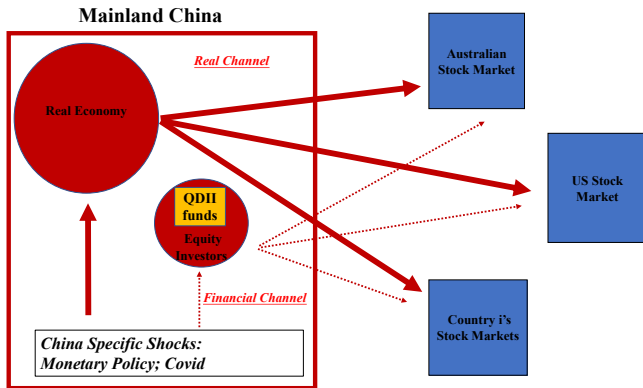 Mainland China
Real Channel
Real Economy
Australian
Stock Market
US Stock
Market
QDII
funds
Equity
Investors
Financial Channel
Country i's
Stock Markets
China Specific Shocks:
Monetary Policy; Covid